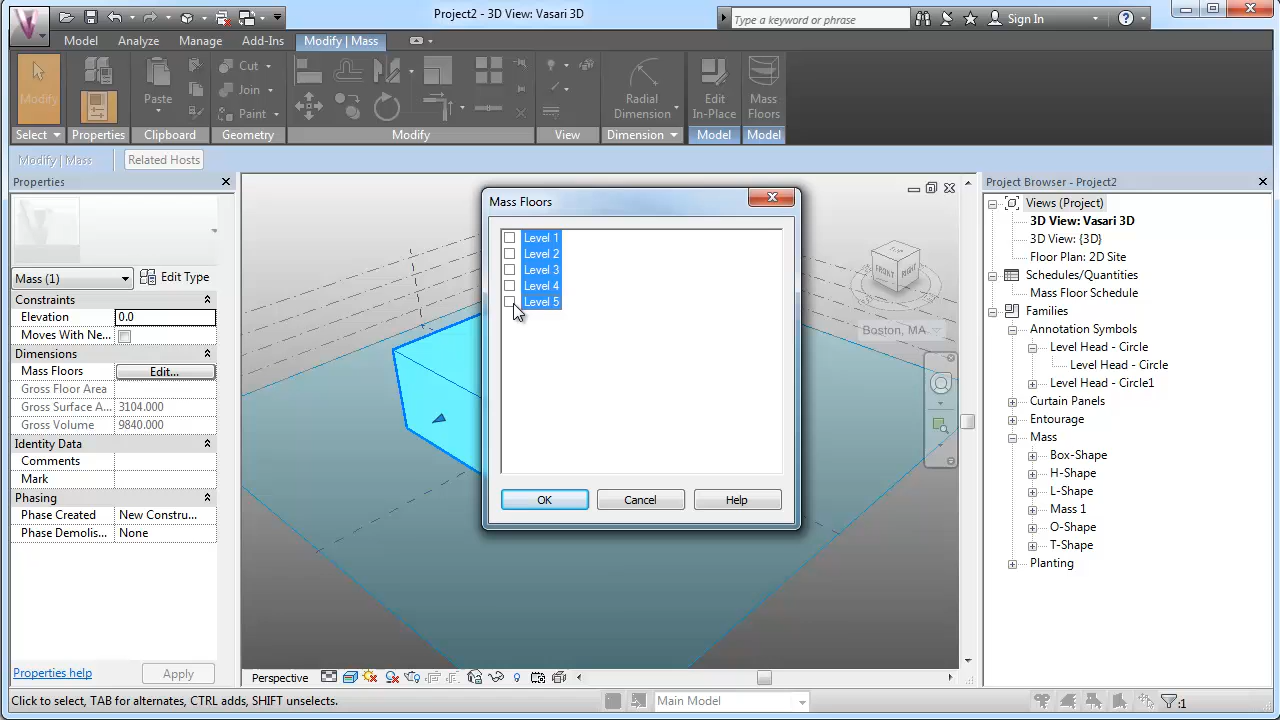 Project2 - 3D View: Vasari 3D
Type a keyword or phrase
Sign In
Model
Analyze
Manage
Add-Ins
Modify | Mass
Modify
Paste
Cut
Join
Paint
Radial
Dimension
Edit
In-Place
Mass
Floors
Select
Properties
Clipboard
Geometry
Modify
View
Dimension
Model
Model
Modify | Mass
Related Hosts
Properties
Mass (1)
Edit Type
Constraints
Elevation
0.0
Moves With Ne...
Dimensions
Mass Floors
Edit...
Gross Floor Area
Gross Surface A...
3104.000
Gross Volume
9840.000
Identity Data
Comments
Mark
Phasing
Phase Created
New Constru...
Phase Demolis...
None
Properties help
Apply
Mass Floors
Level 1
Level 2
Level 3
Level 4
Level 5
OK
Cancel
Help
FRONT
RIGHT
Boston, MA
Perspective
Project Browser - Project2
Views (Project)
3D View: Vasari 3D
3D View: {3D}
Floor Plan: 2D Site
Schedules/Quantities
Mass Floor Schedule
Families
Annotation Symbols
Level Head - Circle
Level Head - Circle
Level Head - Circle1
Curtain Panels
Entourage
Mass
Box-Shape
H-Shape
L-Shape
Mass 1
O-Shape
T-Shape
Planting
Click to select, TAB for alternates, CTRL adds, SHIFT unselects.
Main Model
:1